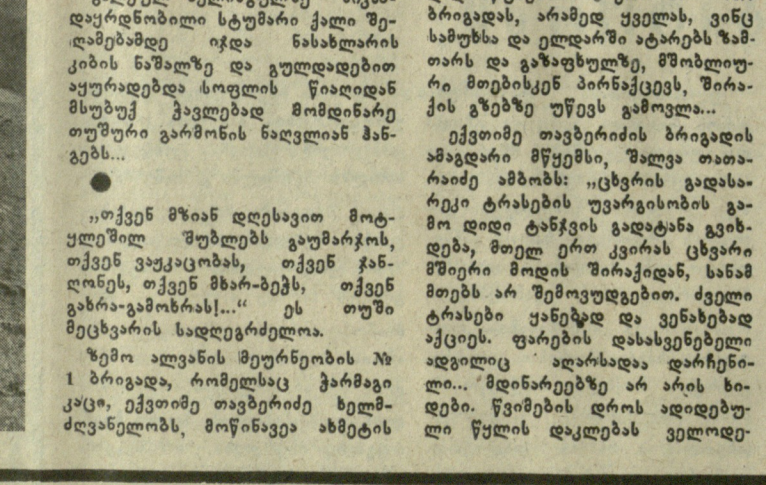 დაყრდნობილი სტუმარი ქალი შე-
ღამებამდე იჯდა ნასახლარის
კიბის ნაშალზე და გულდადებით
აყურადებდა სოფლის წიაღიდან
მსუბუქ ჭავლებად მომდინარე
თუშური გარმონის ნაღვლიან ჰან-
გებს...
„თქვენ მზიან დღესავით მოტ-
ყლეშილ შუბლებს გაუმარჯოს,
თქვენ ვაჟკაცობას, თქვენ ჯან-
ღონეს, თქვენ მხარ-ბეჭს, თქვენ
გახრა-გამოხრას!...“ ეს თუში
მეცხვარის სადღეგრძელოა.
ზემო ალვანის მეურნეობის №
1 ბრიგადა, რომელსაც ჭარმაგი
კაცი, ექვთიმე თავბერიძე ხელმ-
ძღვანელობს, მოწინავეა ახმეტის
ბრიგადას, არამედ ყველას, ვინც
სამუხსა და ელდარში ატარებს ზამ-
თარს და გაზაფხულზე, მშობლიუ-
რი მთებისკენ პირნაქცევს, შირა-
ქის გზებზე უწევს გამოვლა...
ექვთიმე თავბერიძის ბრიგადის
ამაგდარი მწყემსი, შალვა თათა-
რაიძე ამბობს: „ცხვრის გადასა-
რეკი ტრასების უვარგისობის გა-
მო დიდი ტანჯვის გადატანა გვიხ-
დება, მთელ ერთ კვირას ცხვარი
მშიერი მოდის შირაქიდან, სანამ
მთებს არ შემოვუდგებით. ძველი
ტრასები ყანებად და ვენახებად
აქციეს. ფარების დასასვენებელი
ადგილიც აღარსადაა დარჩენი-
ლი... მდინარეებზე არ არის ხი-
დები. წვიმების დროს ადიდებუ-
ლი წყლის დაკლებას ველოდე-